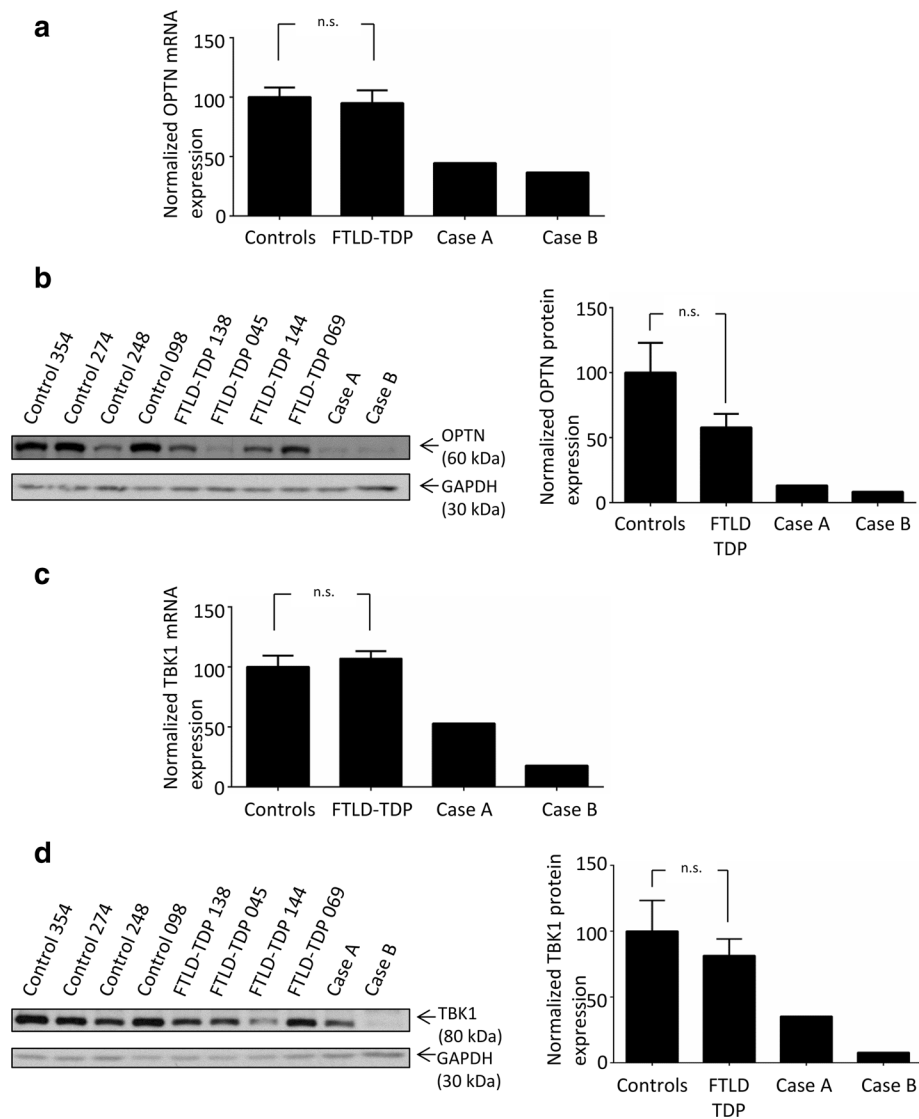 a
n.s.
Normalized OPTN mRNA
expression
150
100
50
0
Controls
FTLD-TDP
Case A
Case B
b
Control 354
Control 274
Control 248
Control 098
FTLD-TDP 138
FTLD-TDP 045
FTLD-TDP 144
FTLD-TDP 069
Case A
Case B
OPTN
(60 kDa)
GAPDH
(30 kDa)
n.s.
Normalized OPTN protein
expression
150
100
50
0
Controls
FTLD
TDP
Case A
Case B
c
n.s.
Normalized TBK1 mRNA
expression
150
100
50
0
Controls
FTLD-TDP
Case A
Case B
d
Control 354
Control 274
Control 248
Control 098
FTLD-TDP 138
FTLD-TDP 045
FTLD-TDP 144
FTLD-TDP 069
Case A
Case B
TBK1
(80 kDa)
GAPDH
(30 kDa)
n.s.
Normalized TBK1 protein
expression
150
100
50
0
Controls
FTLD
TDP
Case A
Case B